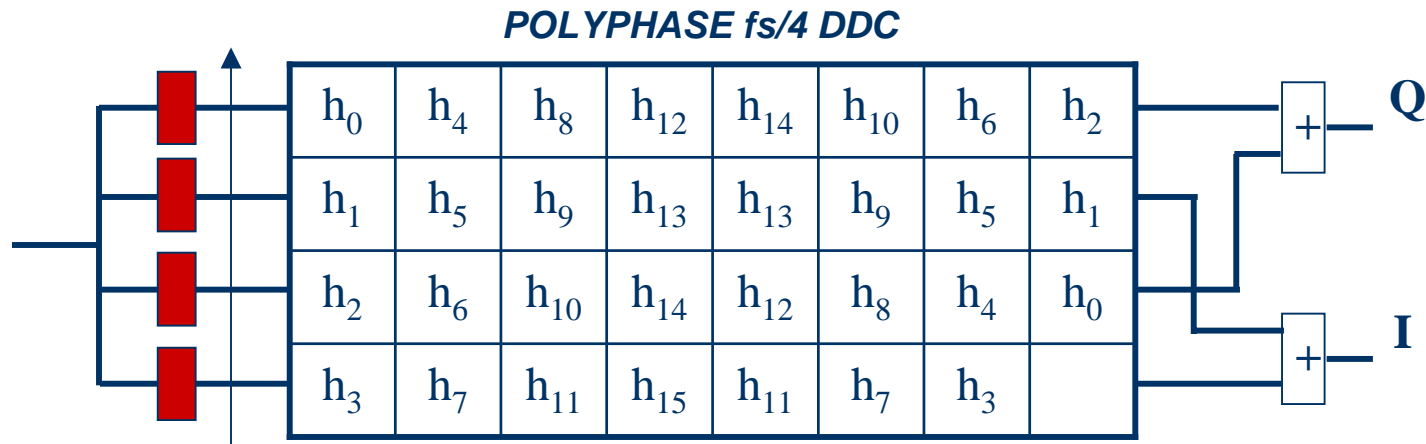 POLYPHASE fs/4 DDC
h₀ h₄ h₈ h₁₂ h₁₄ h₁₀ h₆ h₂
Q
+
h₁ h₅ h₉ h₁₃ h₁₃ h₉ h₅ h₁
h₂ h₆ h₁₀ h₁₄ h₁₂ h₈ h₄ h₀
I
+
h₃ h₇ h₁₁ h₁₅ h₁₁ h₇ h₃